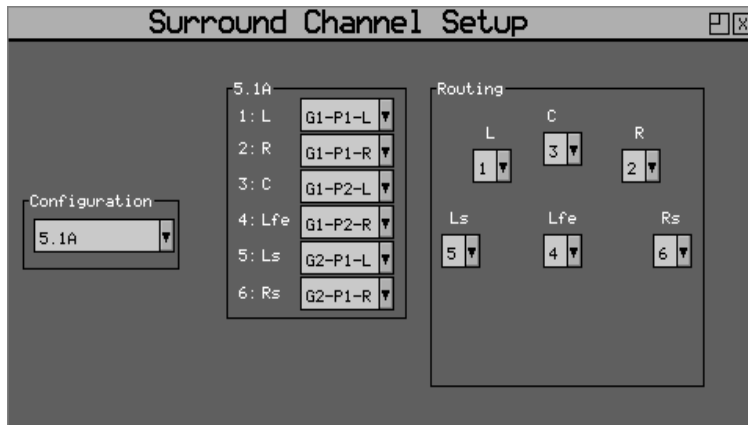 Surround Channel Setup
5.1A
1: L G1-P1-L
2: R G1-P1-R
3: C G1-P2-L
4: Lfe G1-P2-R
5: Ls G2-P1-L
6: Rs G2-P1-R
Configuration
5.1A
Routing
L C R
1 3 2
Ls Lfe Rs
5 4 6